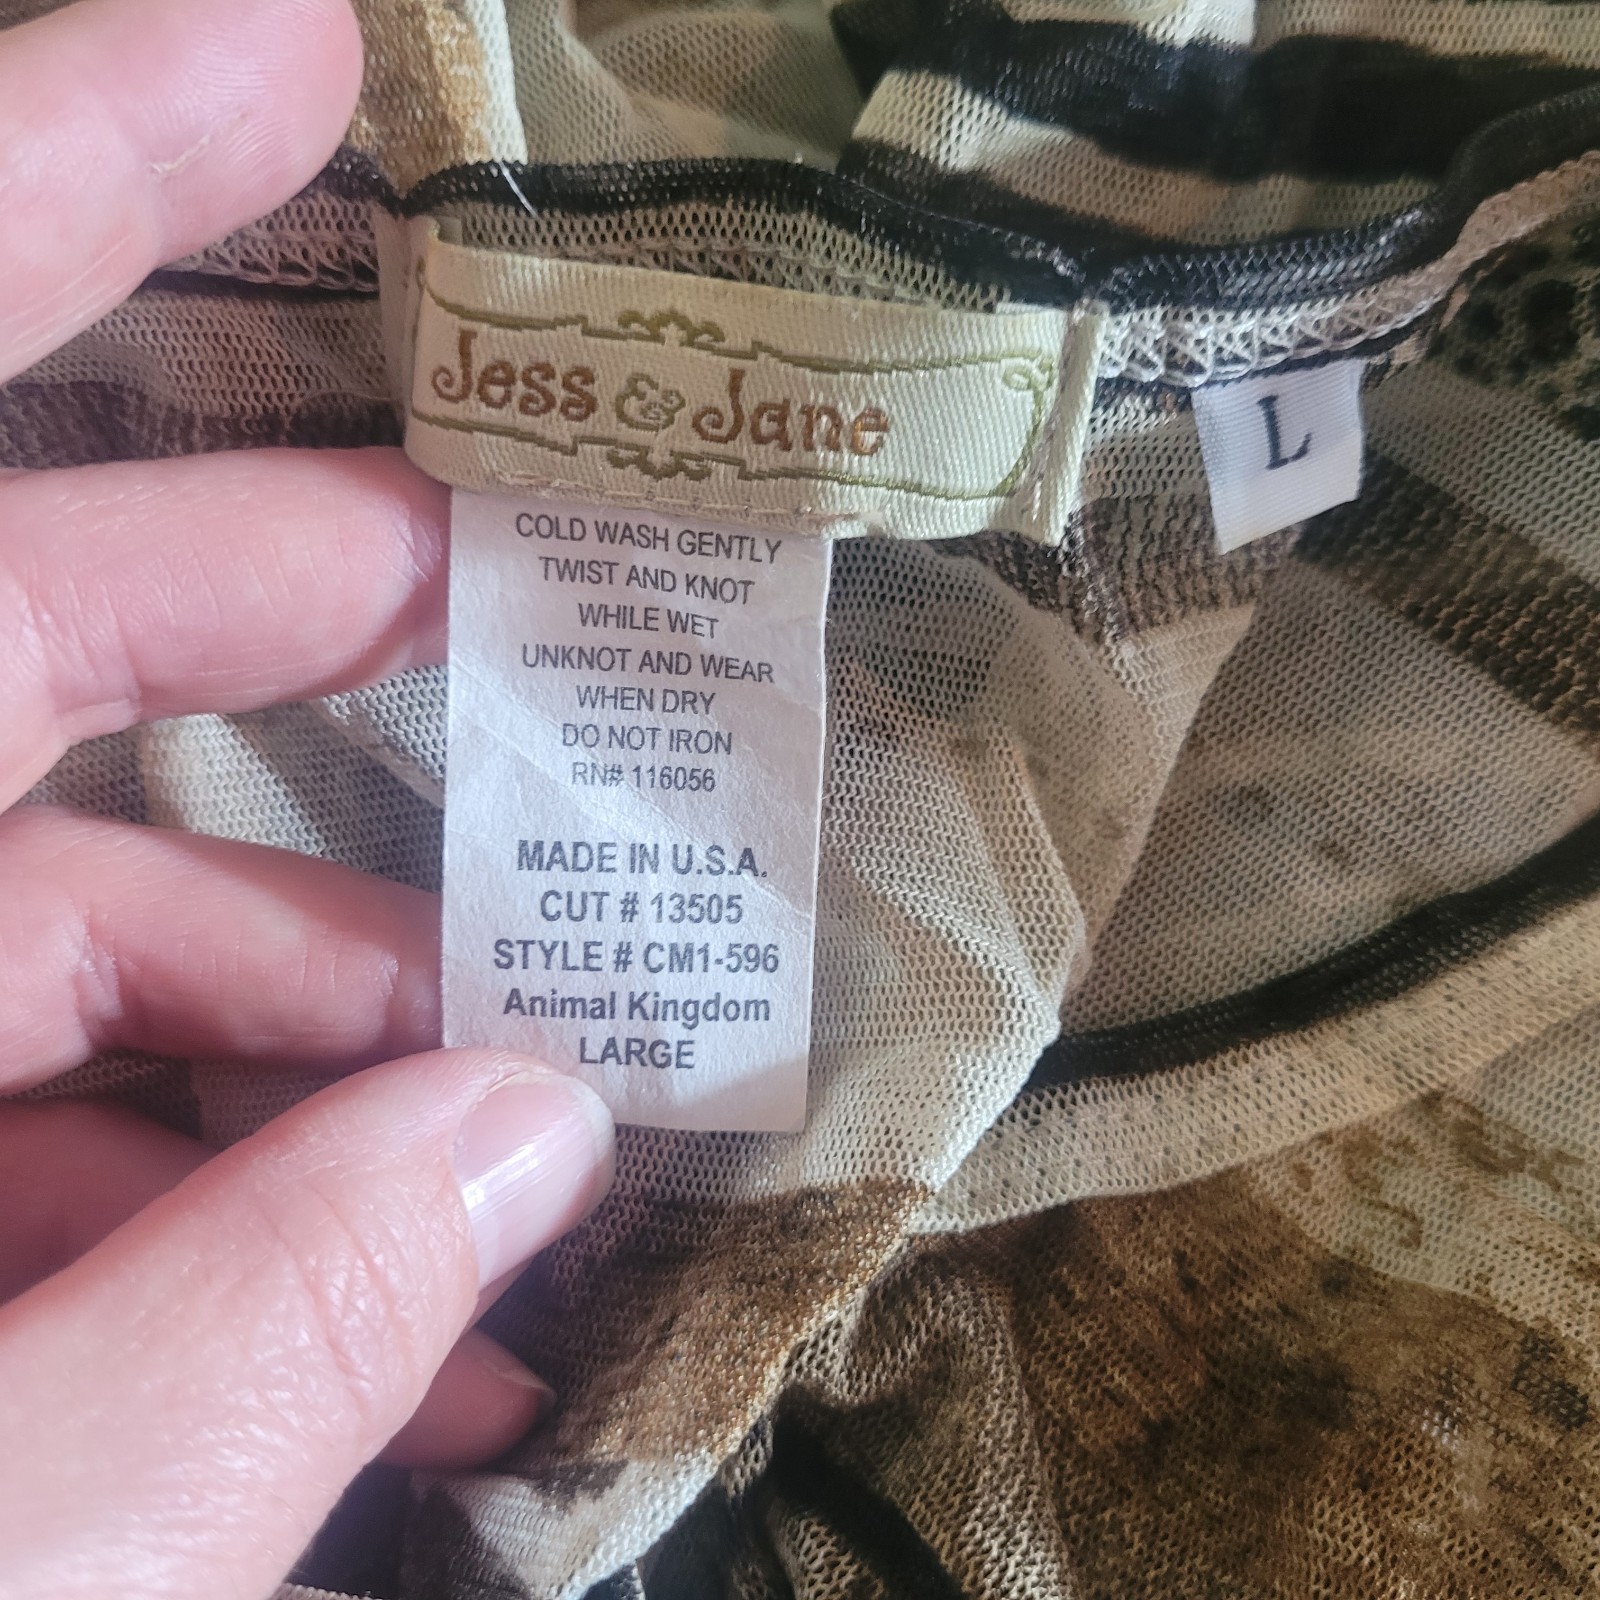 Jess & Jane
L
COLD WASH GENTLY
TWIST AND KNOT
WHILE WET
UNKNOT AND WEAR
WHEN DRY
DO NOT IRON
RN# 116056
MADE IN U.S.A.
CUT # 13505
STYLE # CM1-596
Animal Kingdom
LARGE